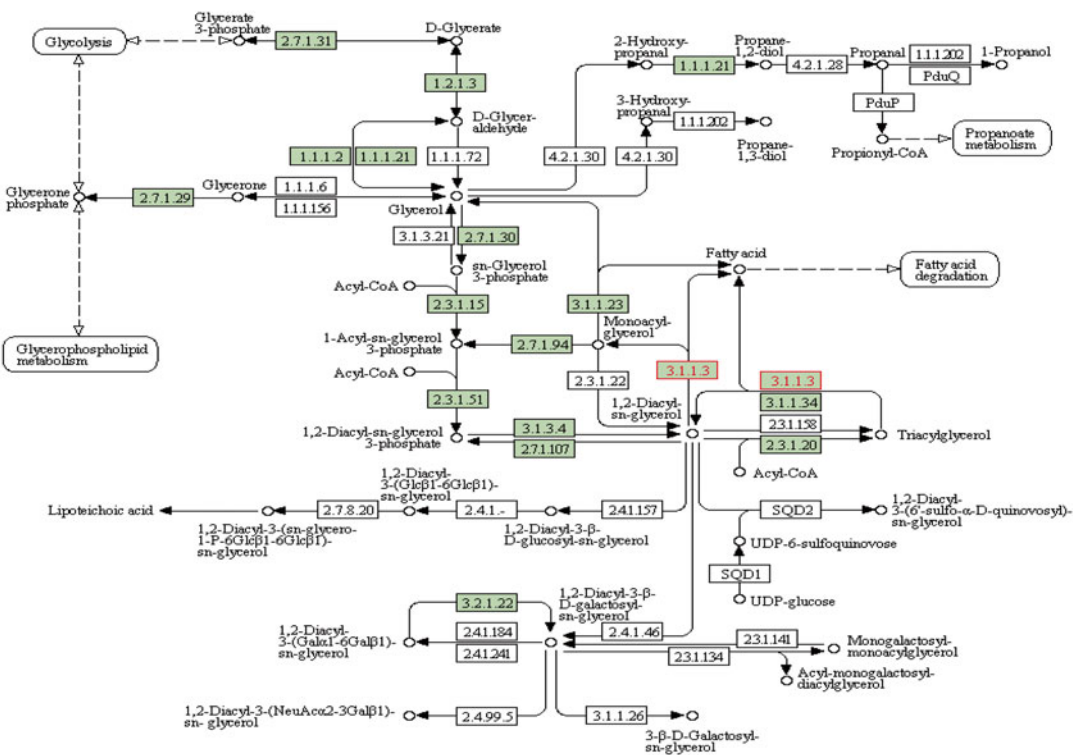 Glycolysis
Glycerate
3-phosphate
2.7.1.31
D-Glycerate
1.2.1.3
D-Glycer-
aldehyde
1.1.1.2
1.1.1.21
1.1.1.72
2-Hydroxy-
propanal
1.1.1.21
Propane-
1,2-diol
4.2.1.28
Propanal
1.1.1.202
PduQ
1-Propanol
PduP
Propionyl-CoA
Propanoate
metabolism
3-Hydroxy-
propanal
1.1.1.202
Propane-
1,3-diol
4.2.1.30
4.2.1.30
Glycerone
phosphate
2.7.1.29
Glycerone
1.1.1.6
1.1.1.156
Glycerol
3.1.3.21
2.7.1.30
sn-Glycerol
3-phosphate
Acyl-CoA
2.3.1.15
3.1.1.23
Fatty acid
Fatty acid
degradation
Glycerophospholipid
metabolism
1-Acyl-sn-glycerol
3-phosphate
2.7.1.94
Monoacyl-
glycerol
Acyl-CoA
2.3.1.51
2.3.1.22
3.1.1.3
3.1.1.3
3.1.1.34
2.3.1.158
2.3.1.20
1,2-Diacyl-
sn-glycerol
Triacylglycerol
1,2-Diacyl-sn-glycerol
3-phosphate
3.1.3.4
2.7.1.107
Acyl-CoA
Lipoteichoic acid
2.7.8.20
1,2-Diacyl-
3-(Glcβ1-6Glcβ1)-
sn-glycerol
2.4.1.-
2.4.1.157
1,2-Diacyl-3-(sn-glycero-
1-P-6Glcβ1-6Glcβ1)-
sn-glycerol
1,2-Diacyl-3-β-
D-glucosyl-sn-glycerol
SQD2
1,2-Diacyl-
3-(6'-sulfo-α-D-quinovosyl)-
sn-glycerol
UDP-6-sulfoquinovose
SQD1
UDP-glucose
3.2.1.22
1,2-Diacyl-3-β-
D-galactosyl-
sn-glycerol
1,2-Diacyl-
3-(Galα1-6Galβ1)-
sn-glycerol
2.4.1.184
2.4.1.241
2.4.1.46
2.3.1.141
2.3.1.134
Monogalactosyl-
monoacylglycerol
Acyl-monogalactosyl-
diacylglycerol
1,2-Diacyl-3-(NeuAcα2-3Galβ1)-
sn- glycerol
2.4.99.5
3.1.1.26
3-β-D-Galactosyl-
sn-glycerol